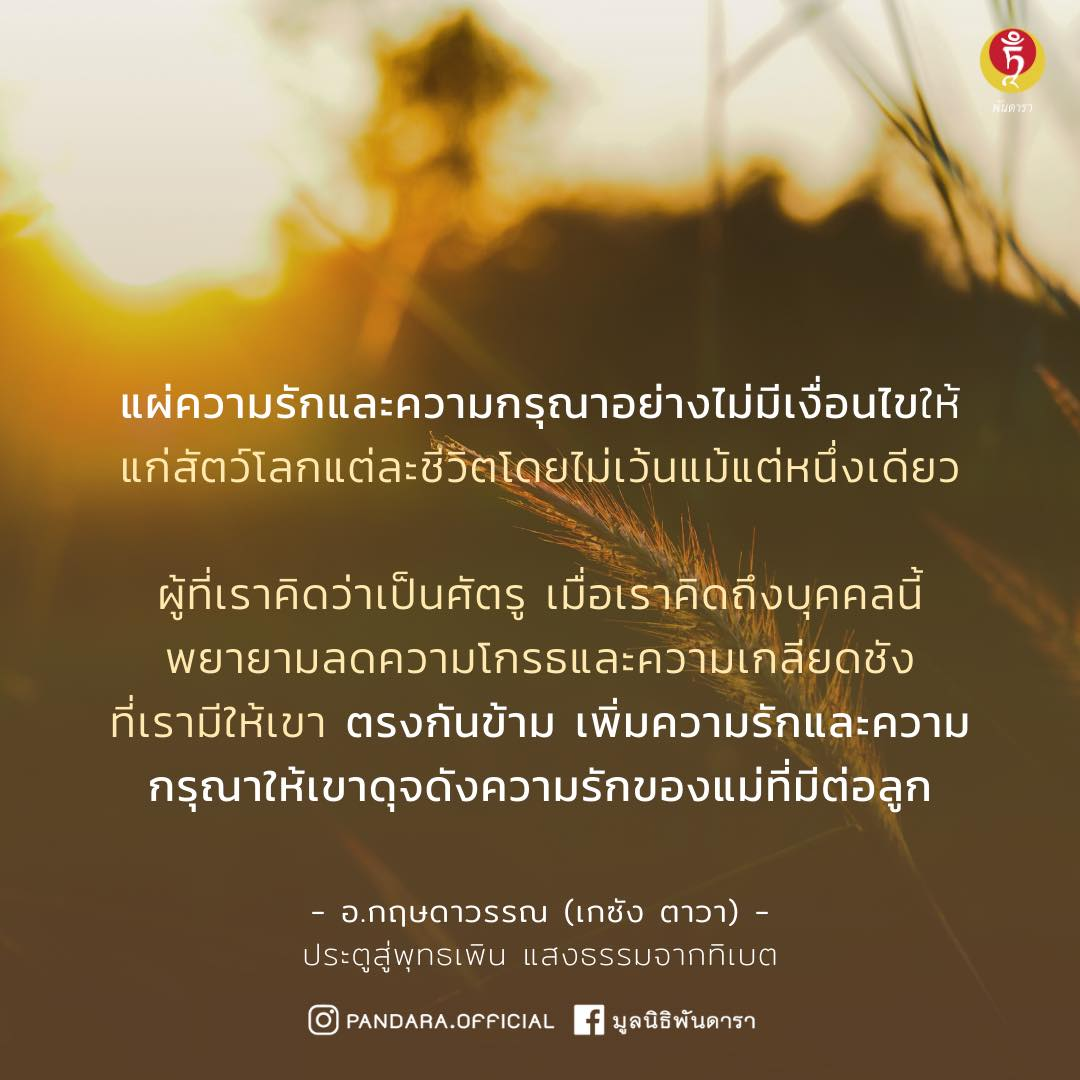 พันดารา
แผ่ความรักและความกรุณาอย่างไม่มีเงื่อนไขให้
แก่สัตว์โลกแต่ละชีวิตโดยไม่เว้นแม้แต่หนึ่งเดียว
ผู้ที่เราคิดว่าเป็นศัตรู เมื่อเราคิดถึงบุคคลนี้
พยายามลดความโกรธและความเกลียดชัง
ที่เรามีให้เขา ตรงกันข้าม เพิ่มความรักและความ
กรุณาให้เขาดุจดังความรักของแม่ที่มีต่อลูก
- อ.กฤษดาวรรณ (เกซัง ตาวา) -
ประตูสู่พุทธเพิน แสงธรรมจากทิเบต
PANDARA.OFFICIAL มูลนิธิพันดารา